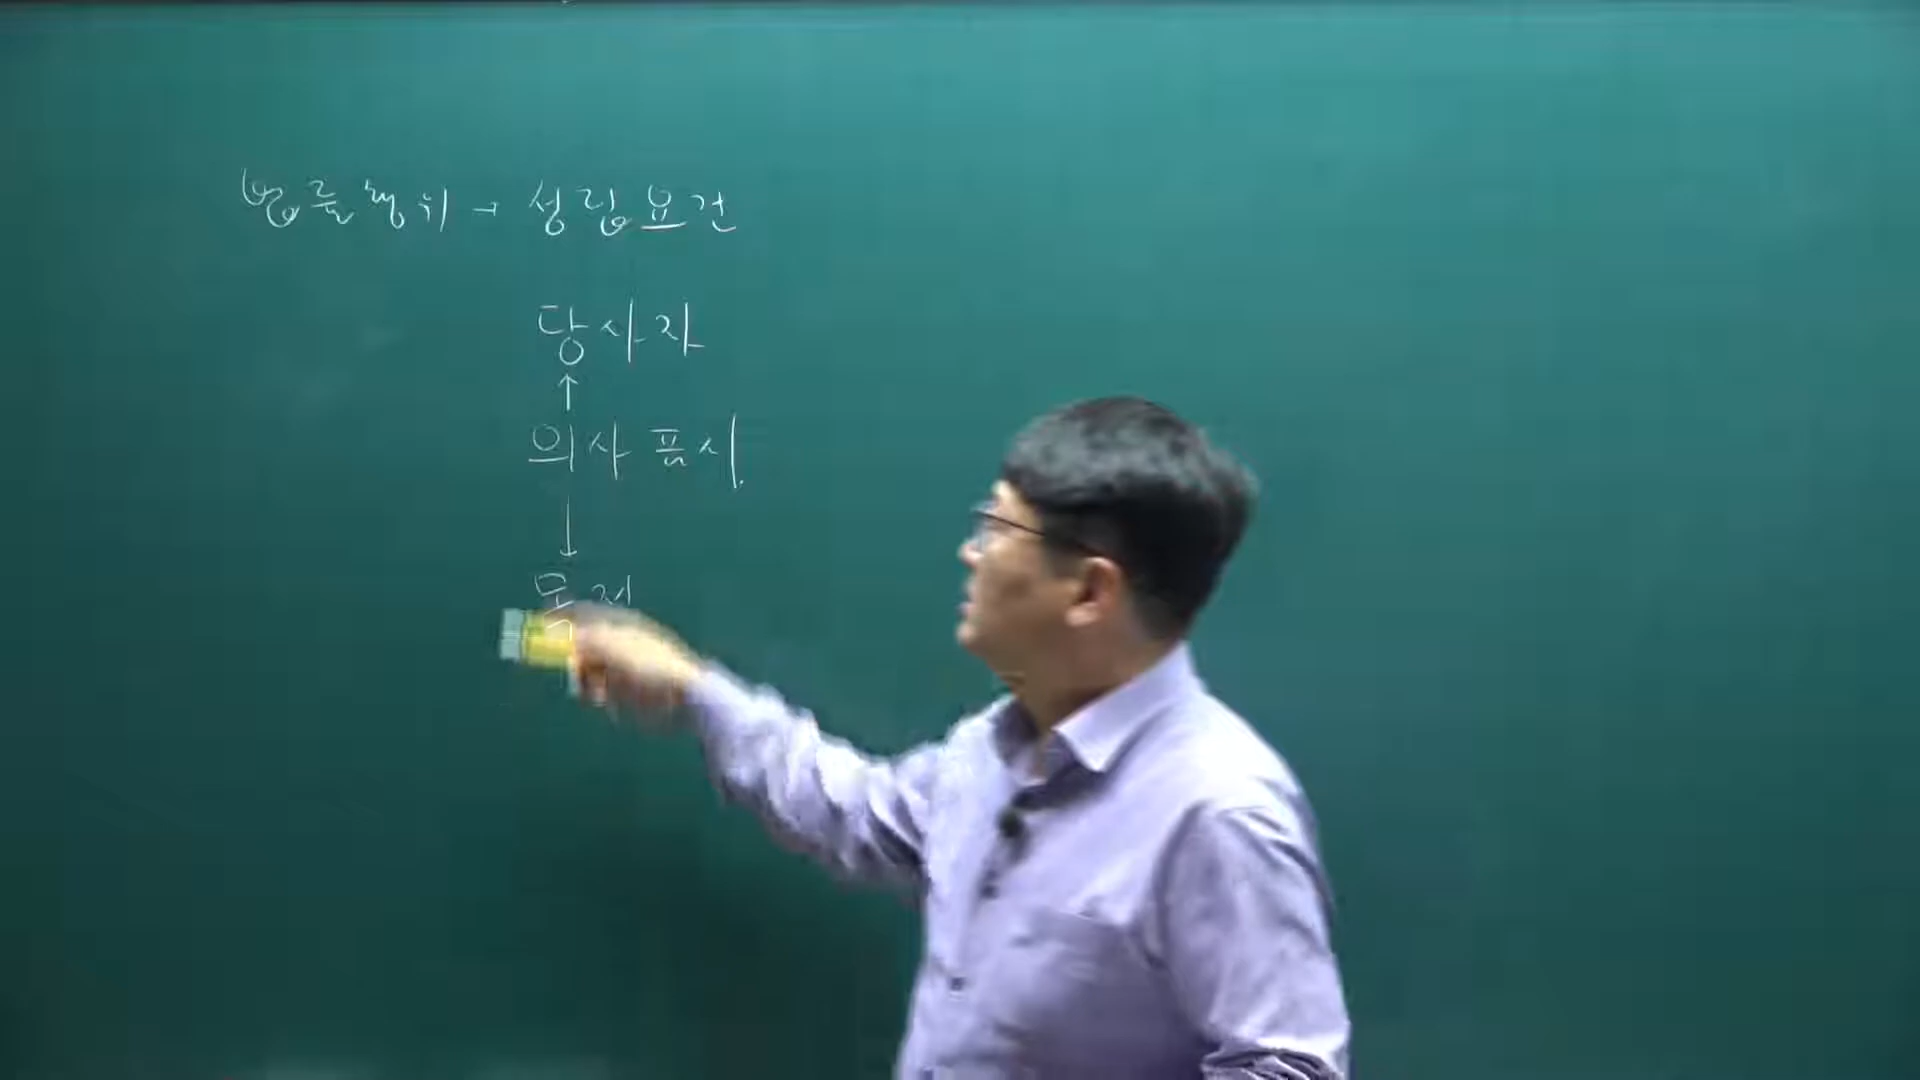 법률행위 → 성립요건
당사자
↑
의사표시
↓
목적